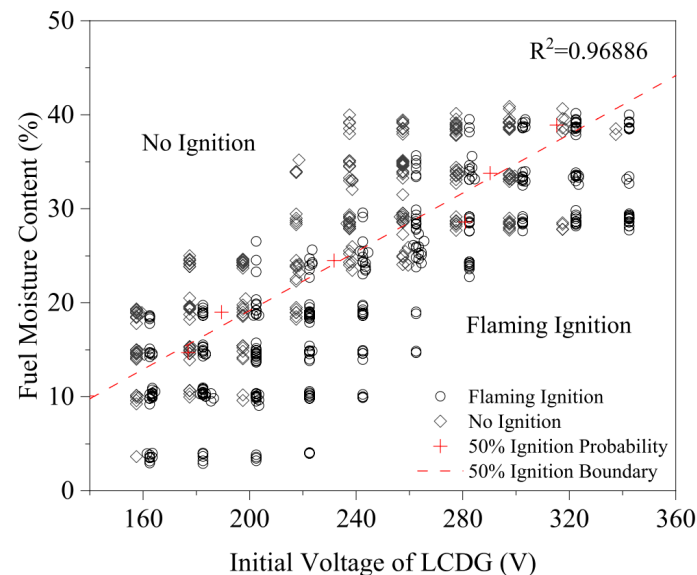 50
40
30
20
10
0
Fuel Moisture Content (%)
R²=0.96886
No Ignition
Flaming Ignition
Flaming Ignition
No Ignition
50% Ignition Probability
50% Ignition Boundary
160 200 240 280 320 360
Initial Voltage of LCDG (V)